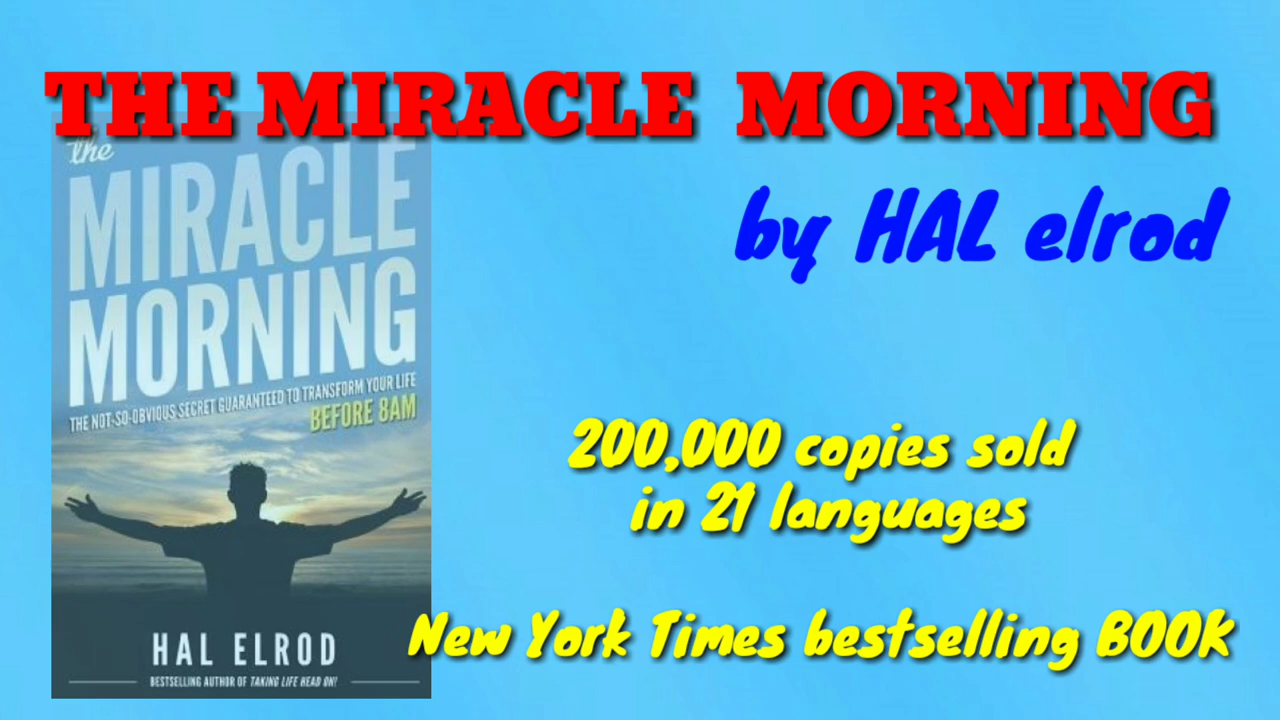 THE MIRACLE MORNING
by HAL elrod
the
MIRACLE
MORNING
THE NOT-SO-OBVIOUS SECRET GUARANTEED TO TRANSFORM YOUR LIFE
BEFORE 8AM
HAL ELROD
BESTSELLING AUTHOR OF TAKING LIFE HEAD ON!
200,000 copies sold
in 21 languages
New York Times bestselling BOOK